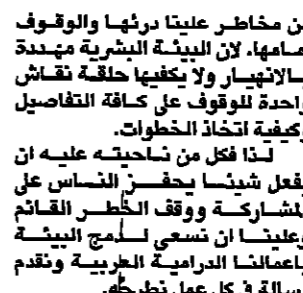 من مخاطر علينا درئها والوقوف
أمامها، لان البيئة البشرية مهددة
بالانهيار ولا يكفيها حلقة نقاش
واحدة للوقوف على كافة التفاصيل
وكيفية اتخاذ الخطوات.
لذا فكل من ناحيته عليه ان
يفعل شيئا يحفز الناس على
المشاركة ووقف الخطر القائم
وعلينا ان نسعى لدمج البيئة
باعمالنا الدرامية العربية ونقدم
رسالة في كل عمل نطرحه.